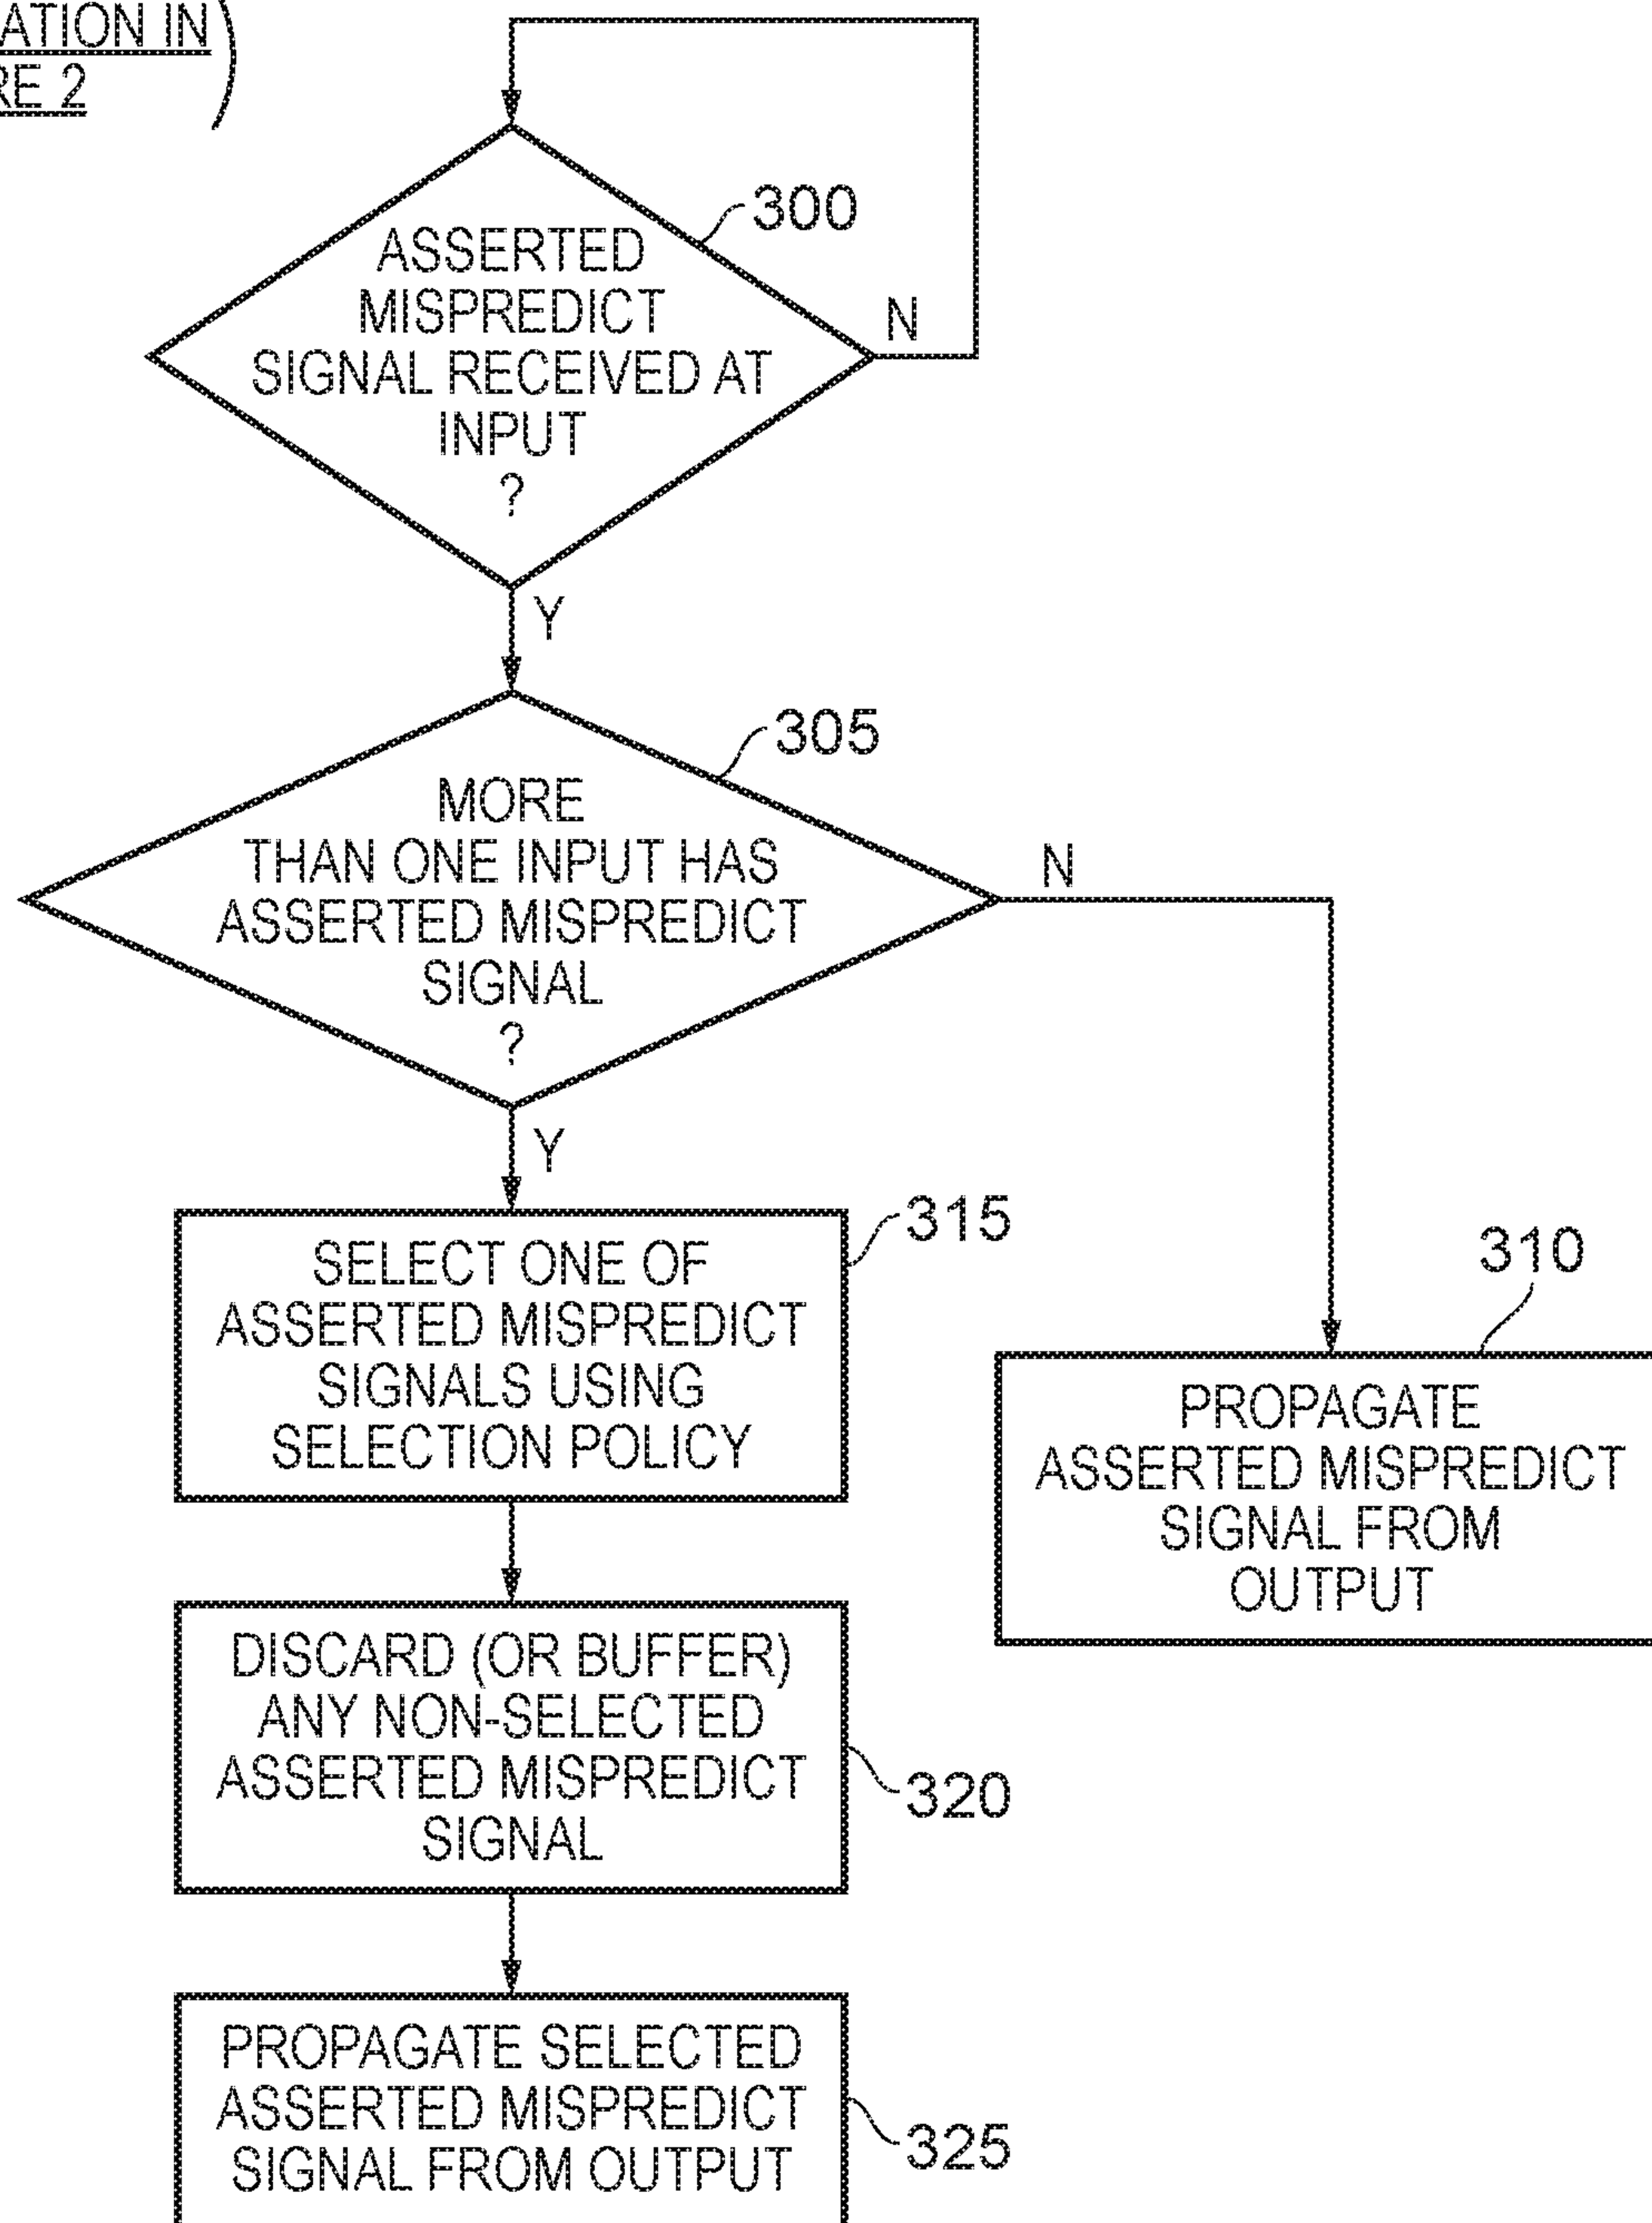 ATION IN)
RE 2
300
ASSERTED
MISPREDICT
SIGNAL RECEIVED AT
INPUT
?
N
Y
305
MORE
THAN ONE INPUT HAS
ASSERTED MISPREDICT
SIGNAL
?
N
Y
315
SELECT ONE OF
ASSERTED MISPREDICT
SIGNALS USING
SELECTION POLICY
310
PROPAGATE
ASSERTED MISPREDICT
SIGNAL FROM
OUTPUT
DISCARD (OR BUFFER)
ANY NON-SELECTED
ASSERTED MISPREDICT
SIGNAL
320
PROPAGATE SELECTED
ASSERTED MISPREDICT
SIGNAL FROM OUTPUT
325